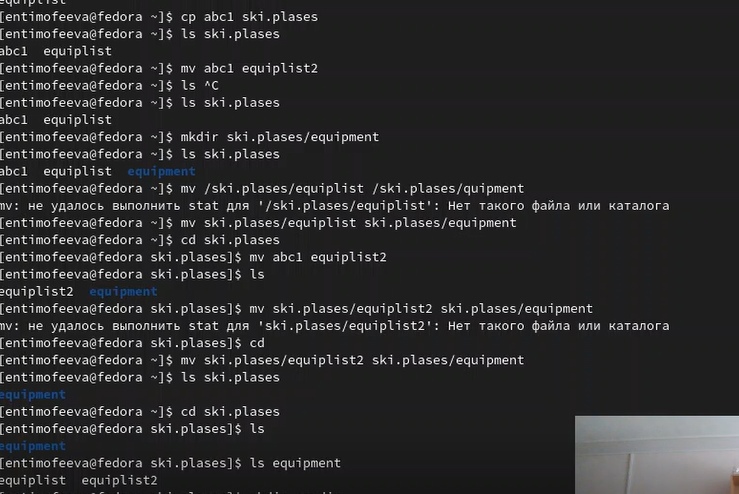 equiplist
[entimofeeva@fedora ~]$ cp abc1 ski.plases
[entimofeeva@fedora ~]$ ls ski.plases
abc1  equiplist
[entimofeeva@fedora ~]$ mv abc1 equiplist2
[entimofeeva@fedora ~]$ ls ^C
[entimofeeva@fedora ~]$ ls ski.plases
abc1  equiplist
[entimofeeva@fedora ~]$ mkdir ski.plases/equipment
[entimofeeva@fedora ~]$ ls ski.plases
abc1  equiplist  equipment
[entimofeeva@fedora ~]$ mv /ski.plases/equiplist /ski.plases/quipment
mv: не удалось выполнить stat для '/ski.plases/equiplist': Нет такого файла или каталога
[entimofeeva@fedora ~]$ mv ski.plases/equiplist ski.plases/equipment
[entimofeeva@fedora ~]$ cd ski.plases
[entimofeeva@fedora ski.plases]$ mv abc1 equiplist2
[entimofeeva@fedora ski.plases]$ ls
equiplist2  equipment
[entimofeeva@fedora ski.plases]$ mv ski.plases/equiplist2 ski.plases/equipment
mv: не удалось выполнить stat для 'ski.plases/equiplist2': Нет такого файла или каталога
[entimofeeva@fedora ski.plases]$ cd
[entimofeeva@fedora ~]$ mv ski.plases/equiplist2 ski.plases/equipment
[entimofeeva@fedora ~]$ ls ski.plases
equipment
[entimofeeva@fedora ~]$ cd ski.plases
[entimofeeva@fedora ski.plases]$ ls
equipment
[entimofeeva@fedora ski.plases]$ ls equipment
equiplist  equiplist2